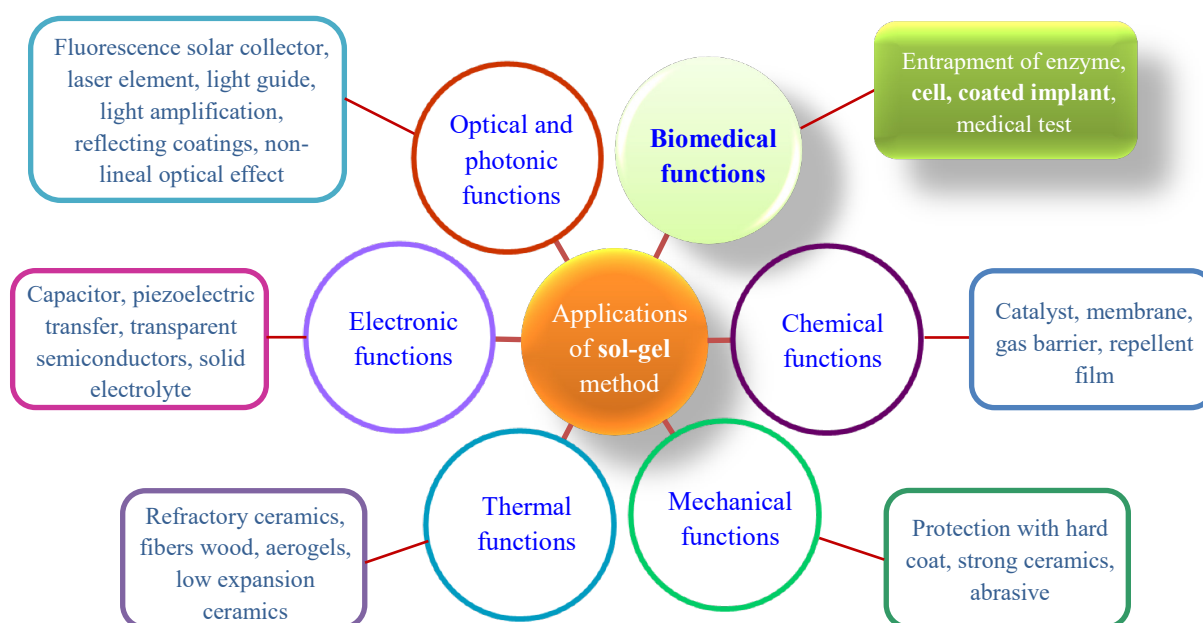 Fluorescence solar collector,
laser element, light guide,
light amplification,
reflecting coatings, non-
lineal optical effect
Optical and
photonic
functions
Biomedical
functions
Entrapment of enzyme,
cell, coated implant,
medical test
Capacitor, piezoelectric
transfer, transparent
semiconductors, solid
electrolyte
Electronic
functions
Applications
of sol-gel
method
Chemical
functions
Catalyst, membrane,
gas barrier, repellent
film
Refractory ceramics,
fibers wood, aerogels,
low expansion
ceramics
Thermal
functions
Mechanical
functions
Protection with hard
coat, strong ceramics,
abrasive